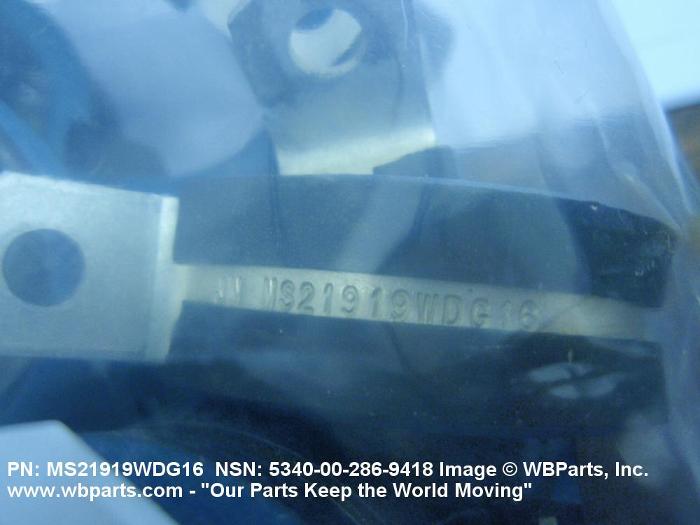 JN MS21919WDG16
PN: MS21919WDG16 NSN: 5340-00-286-9418 Image © WBParts, Inc.
www.wbparts.com - "Our Parts Keep the World Moving"